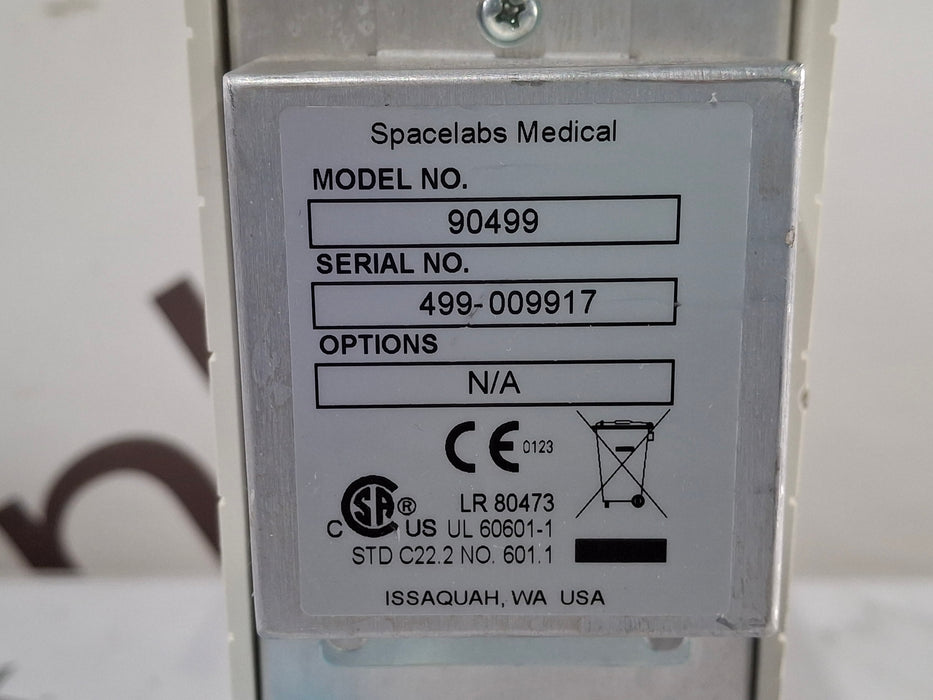 Spacelabs Medical
MODEL NO.
90499
SERIAL NO.
499-009917
OPTIONS
N/A
CE 0123
C SA ® US LR 80473
UL 60601-1
STD C22.2 NO. 601.1
ISSAQUAH, WA USA